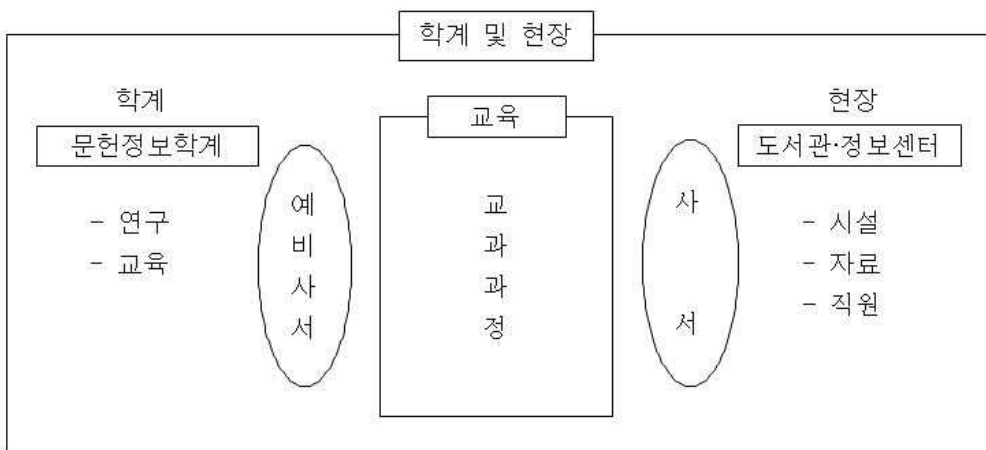 학계 및 현장
학계
문헌정보학계
- 연구
- 교육
예비사서
교육
교과과정
사서
현장
도서관·정보센터
- 시설
- 자료
- 직원